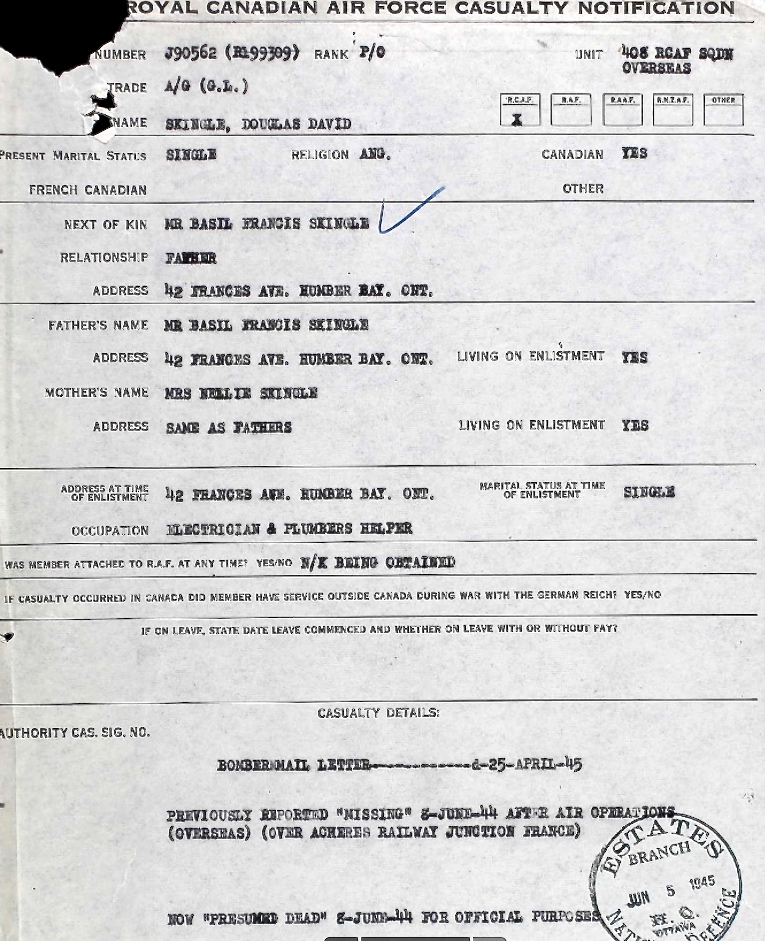 ROYAL CANADIAN AIR FORCE CASUALTY NOTIFICATION
NUMBER J90562 (R199309) RANK P/O UNIT 408 RCAF SQDN
OVERSEAS
TRADE A/G (G.L.)
R.C.A.F. R.A.F. R.A.A.F. R.N.Z.A.F. OTHER
X
NAME SKINGLE, DOUGLAS DAVID
PRESENT MARITAL STATUS SINGLE RELIGION ANG. CANADIAN YES
FRENCH CANADIAN OTHER
NEXT OF KIN MR BASIL FRANCIS SKINGLE
RELATIONSHIP FATHER
ADDRESS 42 FRANCES AVE. HUMBER BAY. ONT.
FATHER'S NAME MR BASIL FRANCIS SKINGLE
ADDRESS 42 FRANCES AVE. HUMBER BAY. ONT. LIVING ON ENLISTMENT YES
MOTHER'S NAME MRS NELLIE SKINGLE
ADDRESS SAME AS FATHERS LIVING ON ENLISTMENT YES
ADDRESS AT TIME OF ENLISTMENT 42 FRANCES AVE. HUMBER BAY. ONT. MARITAL STATUS AT TIME OF ENLISTMENT SINGLE
OCCUPATION ELECTRICIAN & PLUMBERS HELPER
WAS MEMBER ATTACHED TO R.A.F. AT ANY TIME? YES/NO N/K BEING OBTAINED
IF CASUALTY OCCURRED IN CANADA DID MEMBER HAVE SERVICE OUTSIDE CANADA DURING WAR WITH THE GERMAN REICH? YES/NO
IF ON LEAVE, STATE DATE LEAVE COMMENCED AND WHETHER ON LEAVE WITH OR WITHOUT PAY?
CASUALTY DETAILS:
AUTHORITY CAS. SIG. NO.
BOMBER MAIL LETTER------------d-25-APRIL-45
PREVIOUSLY REPORTED "MISSING" 8-JUNE-44 AFTER AIR OPERATIONS
(OVERSEAS) (OVER ACHERES RAILWAY JUNCTION FRANCE)
ESTATES
BRANCH
JUN 5 1945
H.Q.
OTTAWA
DEFENCE
NOW "PRESUMED DEAD" 8-JUNE-44 FOR OFFICIAL PURPOSES